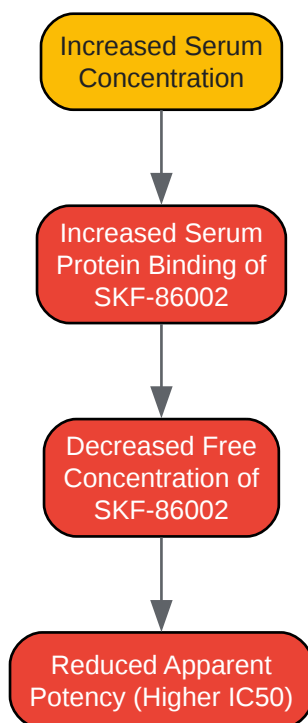 Increased Serum
Concentration
Increased Serum
Protein Binding of
SKF-86002
Decreased Free
Concentration of
SKF-86002
Reduced Apparent
Potency (Higher IC50)